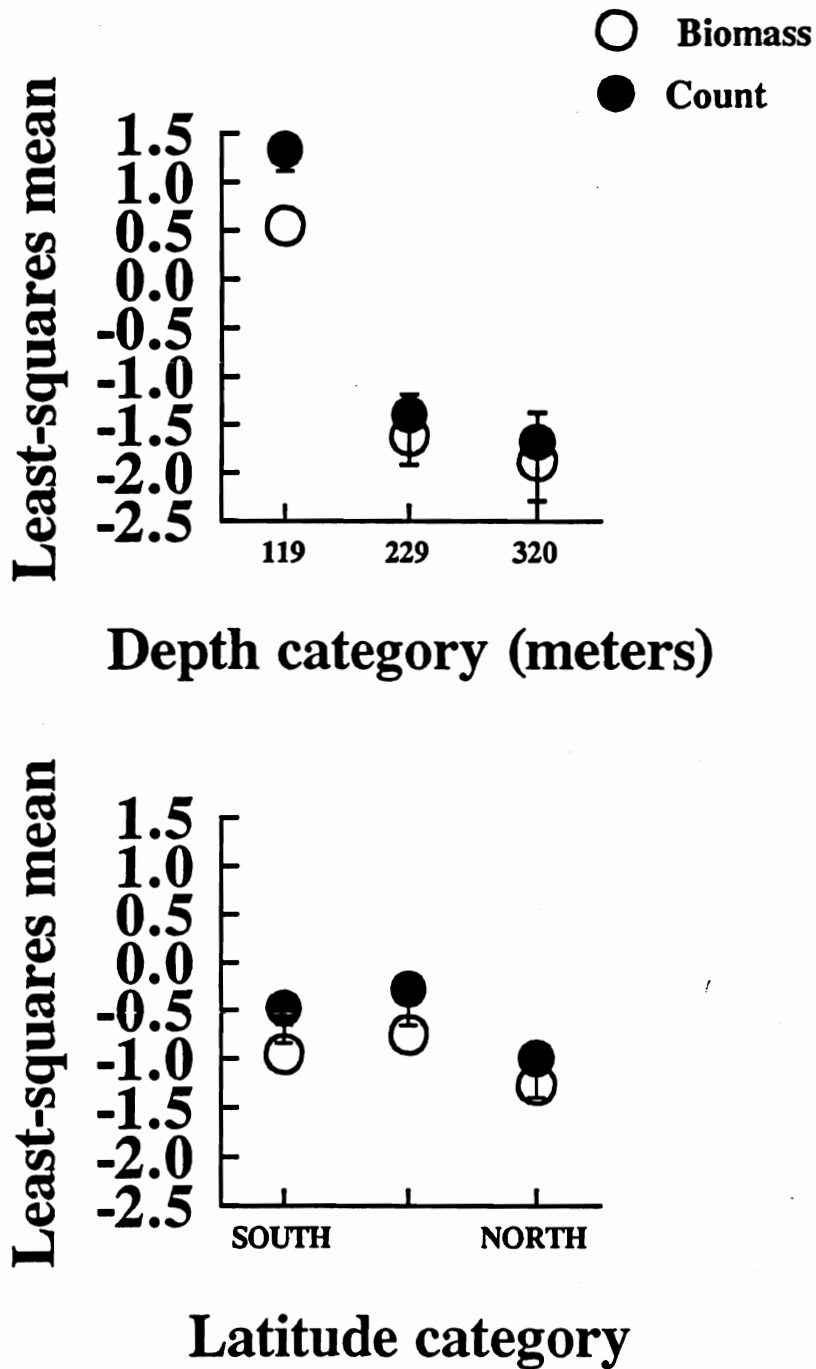 Biomass
Count
Least-squares mean
1.5
1.0
0.5
0.0
-0.5
-1.0
-1.5
-2.0
-2.5
119 229 320
Depth category (meters)
Least-squares mean
1.5
1.0
0.5
0.0
-0.5
-1.0
-1.5
-2.0
-2.5
SOUTH NORTH
Latitude category